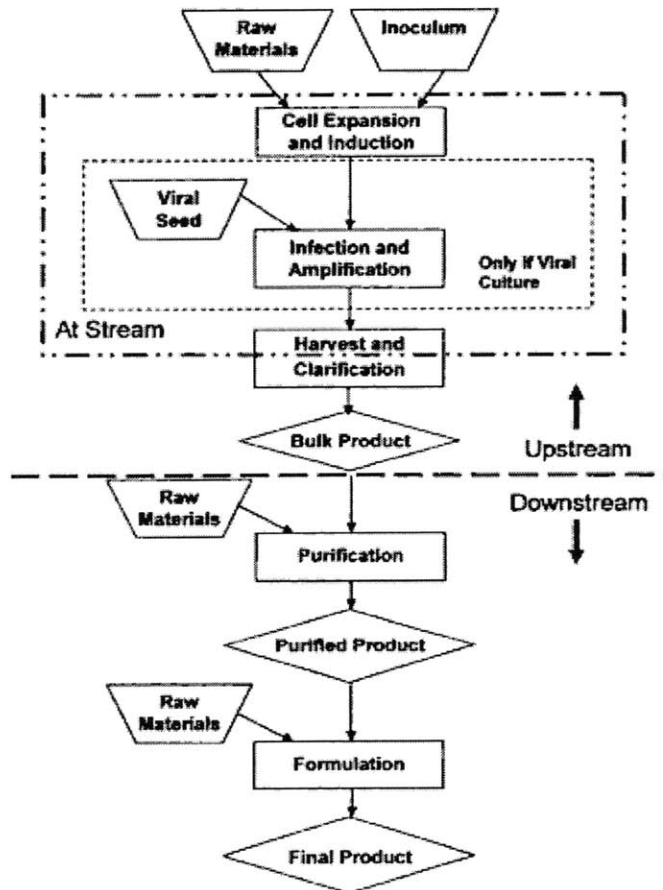 Raw
Materials
Inoculum
Cell Expansion
and Induction
Viral
Seed
Infection and
Amplification
Only if Viral
Culture
At Stream
Harvest and
Clarification
Bulk Product
Upstream
Downstream
Raw
Materials
Purification
Purified Product
Raw
Materials
Formulation
Final Product